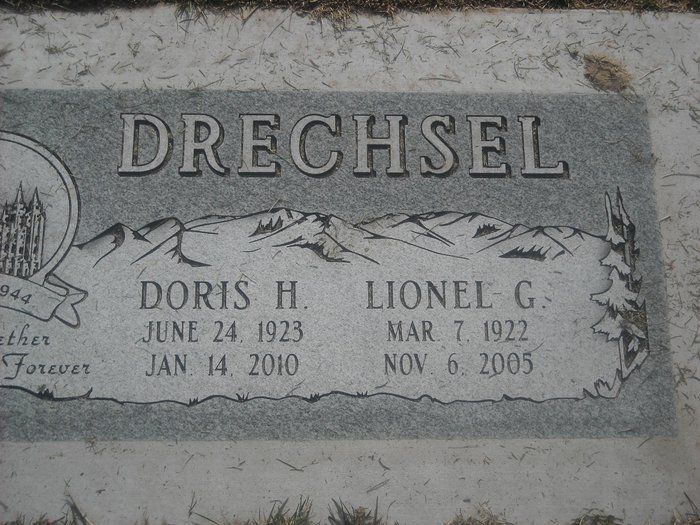 DRECHSEL
DORIS H.
JUNE 24, 1923
JAN. 14, 2010
LIONEL G.
MAR 7, 1922
NOV. 6, 2005
944
ether
Forever